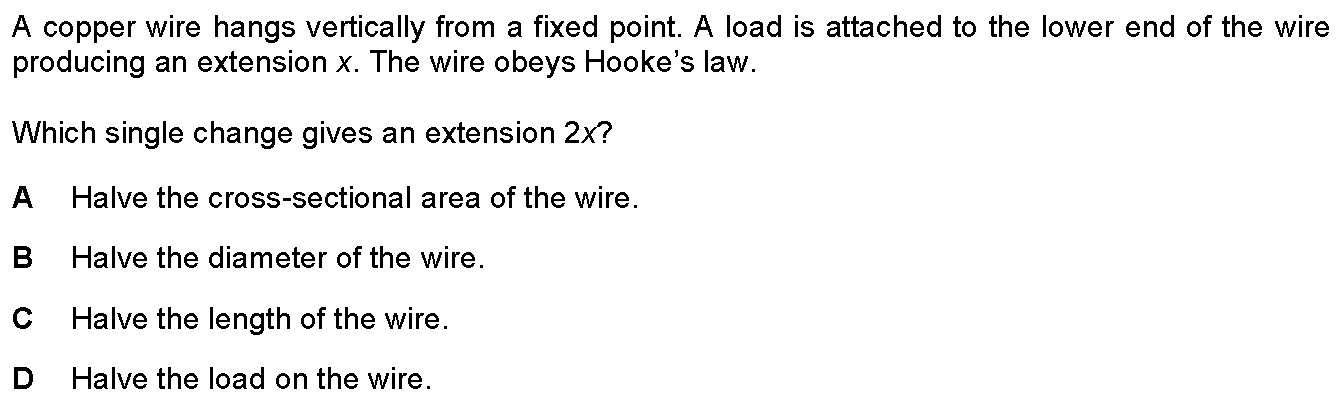 A copper wire hangs vertically from a fixed point. A load is attached to the lower end of the wire
producing an extension x. The wire obeys Hooke’s law.
Which single change gives an extension 2x?
A Halve the cross-sectional area of the wire.
B Halve the diameter of the wire.
C Halve the length of the wire.
D Halve the load on the wire.